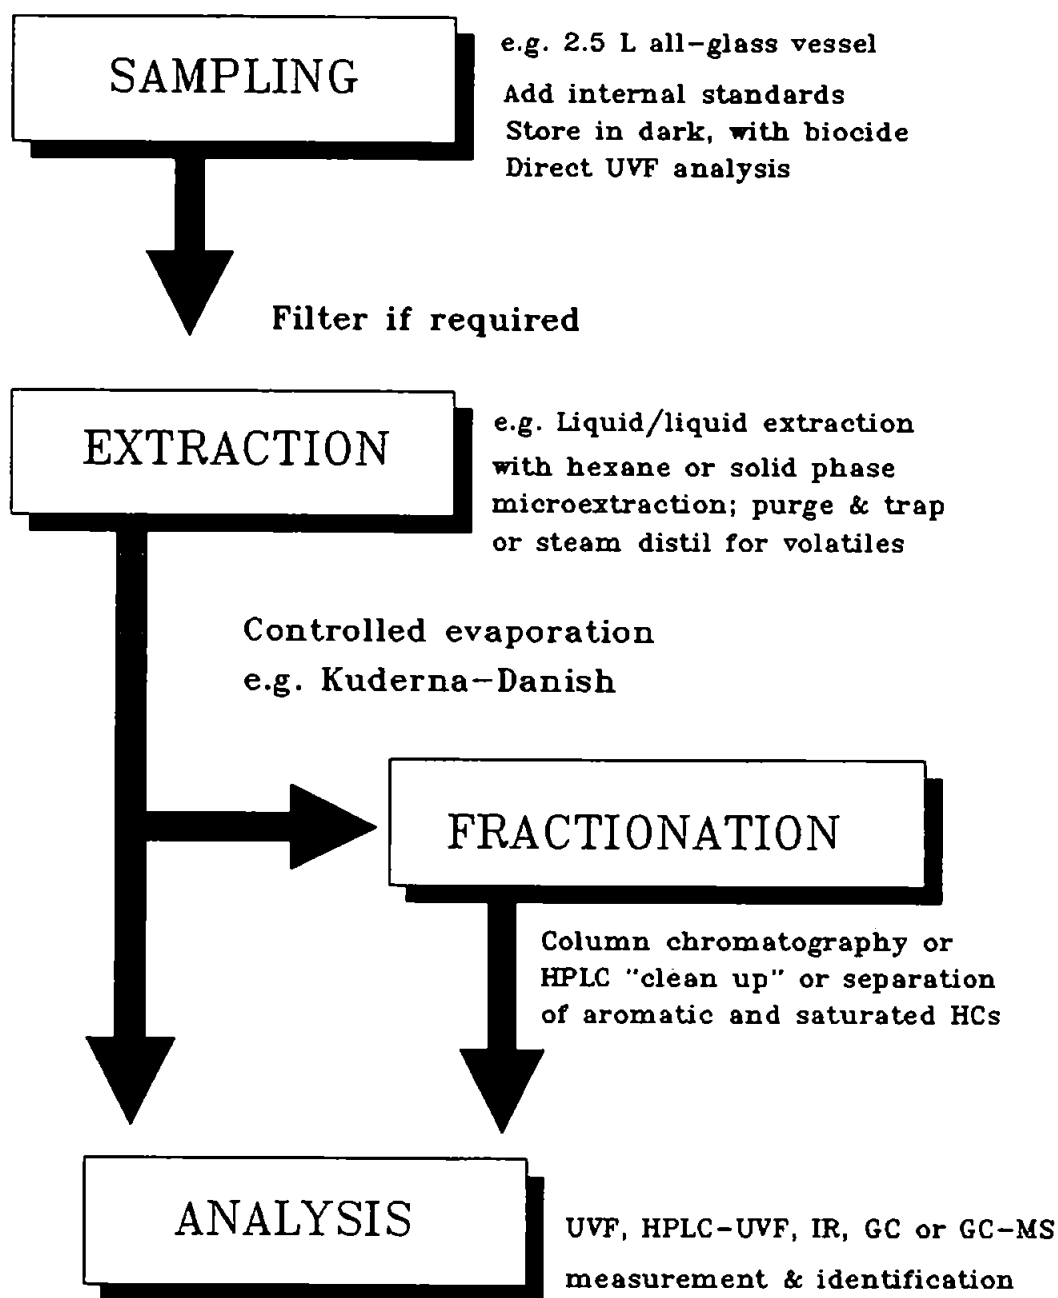 SAMPLING
e.g. 2.5 L all-glass vessel
Add internal standards
Store in dark, with biocide
Direct UVF analysis
Filter if required
EXTRACTION
e.g. Liquid/liquid extraction
with hexane or solid phase
microextraction; purge & trap
or steam distil for volatiles
Controlled evaporation
e.g. Kuderna-Danish
FRACTIONATION
Column chromatography or
HPLC "clean up" or separation
of aromatic and saturated HCs
ANALYSIS
UVF, HPLC-UVF, IR, GC or GC-MS
measurement & identification